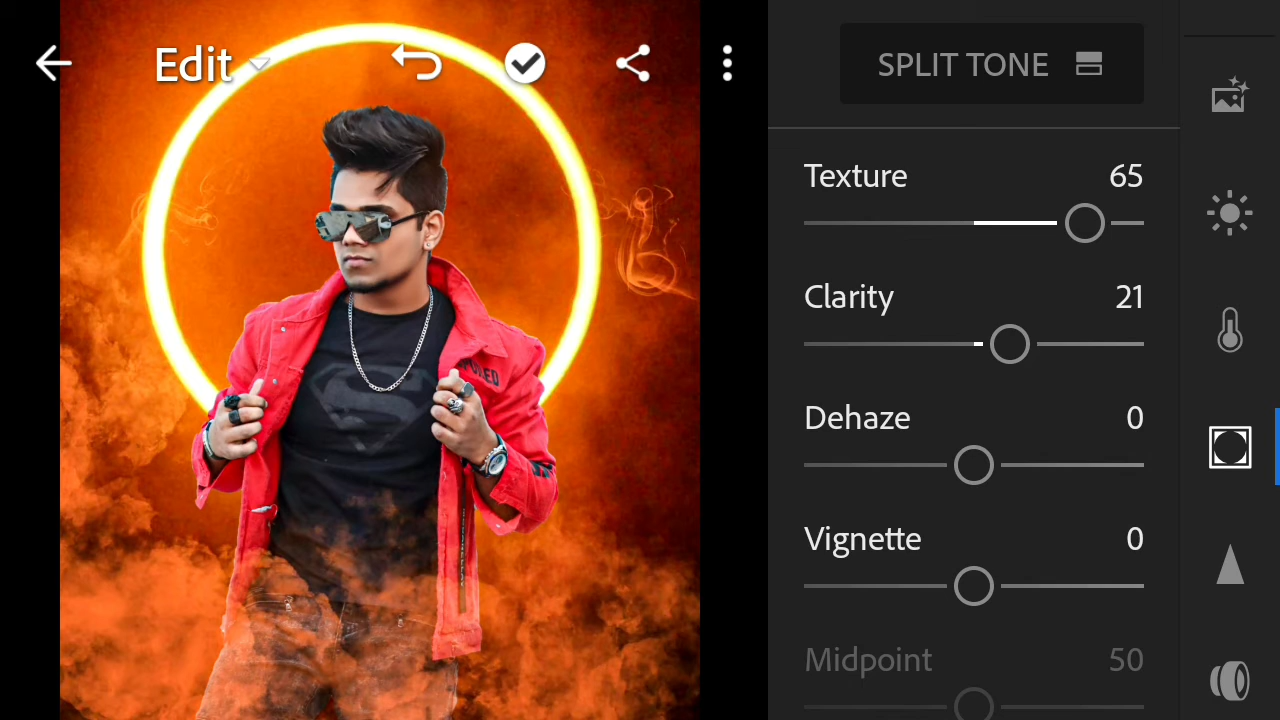 Edit
SPLIT TONE
Texture 65
Clarity 21
Dehaze 0
Vignette 0
Midpoint 50